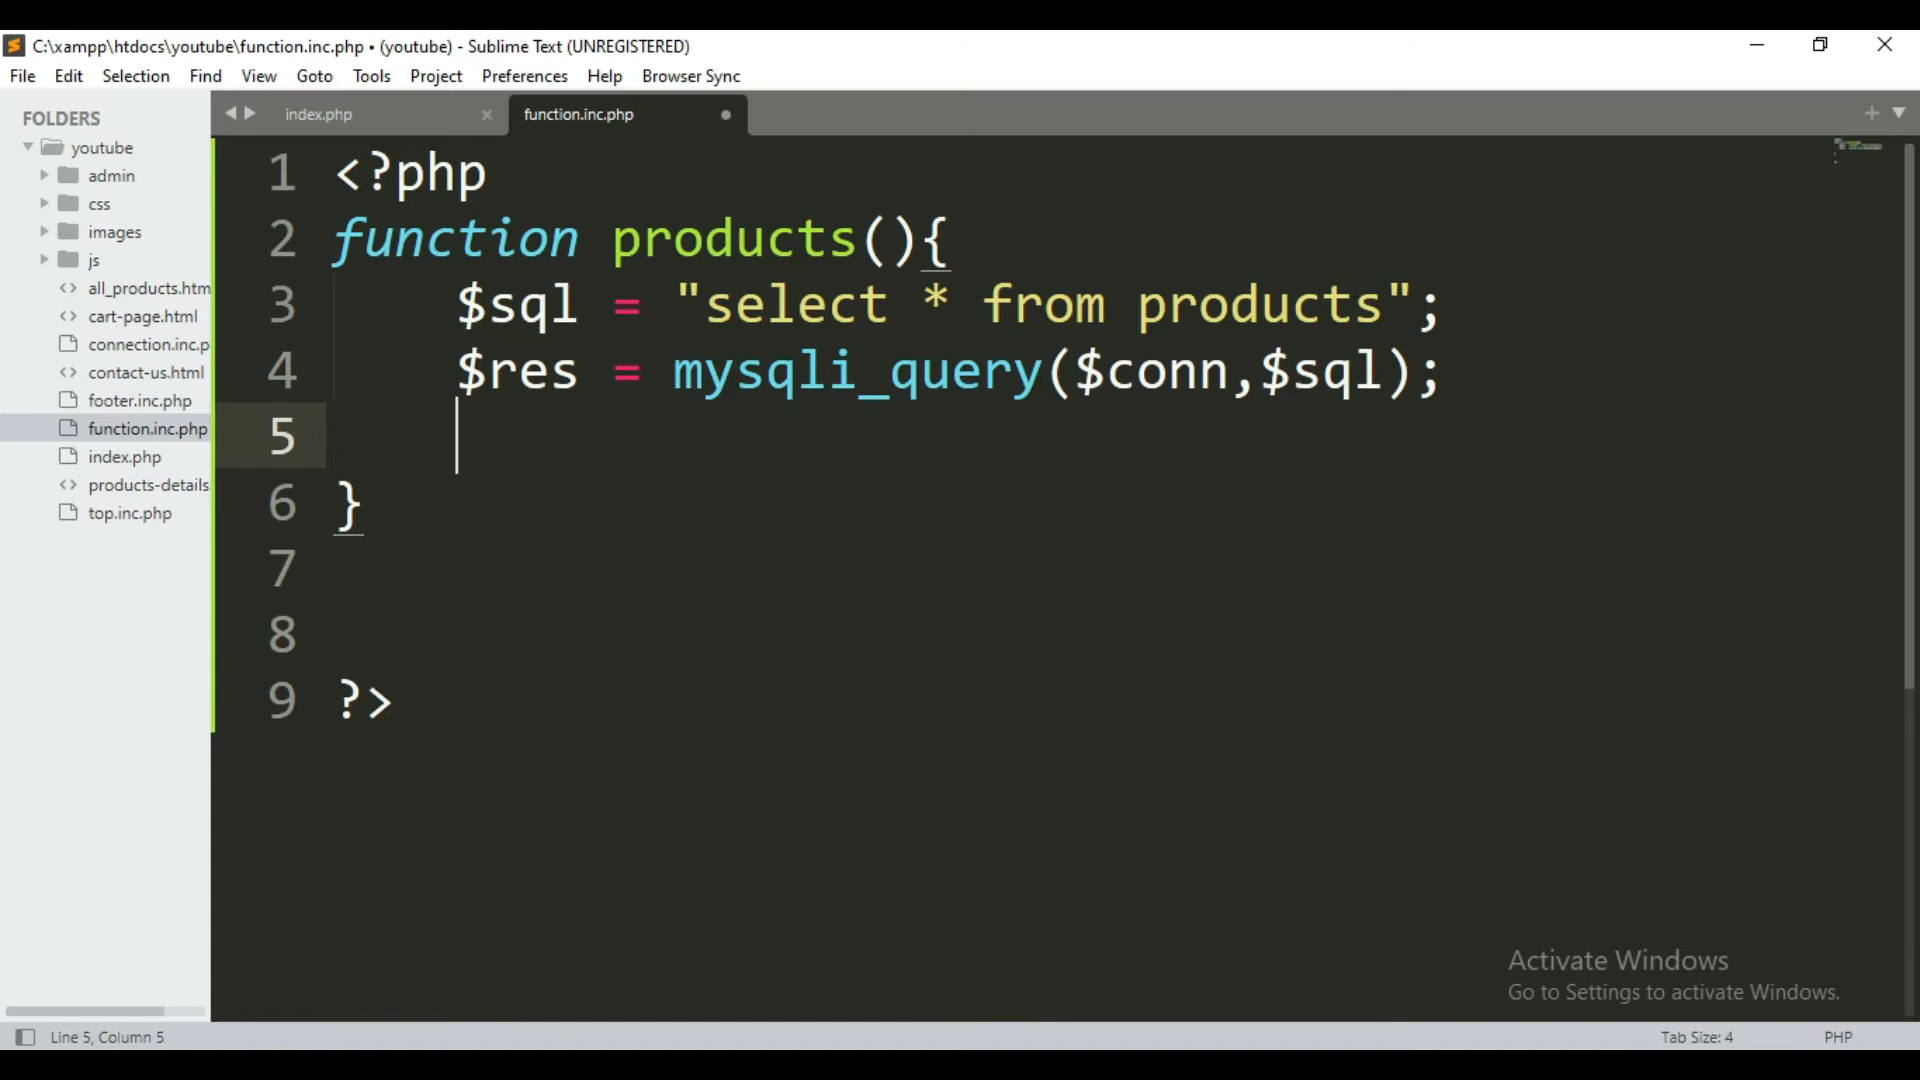 C:\xampp\htdocs\youtube\function.inc.php • (youtube) - Sublime Text (UNREGISTERED)
File Edit Selection Find View Goto Tools Project Preferences Help Browser Sync
FOLDERS
youtube
admin
css
images
js
all_products.htm
cart-page.html
connection.inc.p
contact-us.html
footer.inc.php
function.inc.php
index.php
products-details
top.inc.php
index.php function.inc.php
1 <?php
2 function products(){
3 $sql = "select * from products";
4 $res = mysqli_query($conn,$sql);
5
6 }
7
8
9 ?>
Activate Windows
Go to Settings to activate Windows.
Line 5, Column 5 Tab Size: 4 PHP